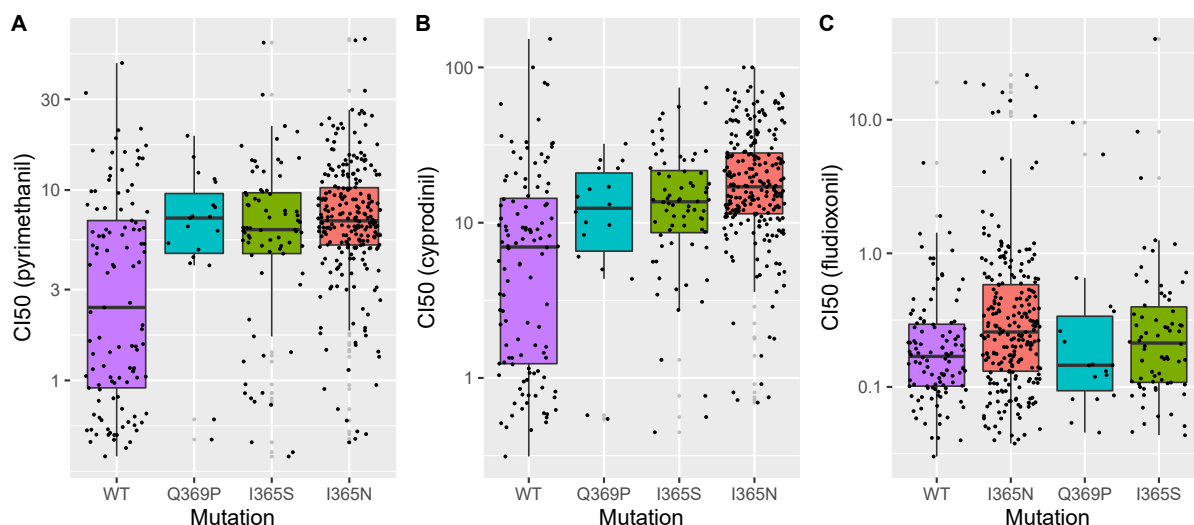 A
CI50 (pyrimethanil)
30
10
3
1
WT Q369P I365S I365N
Mutation
B
CI50 (cyprodinil)
100
10
1
WT Q369P I365S I365N
Mutation
C
CI50 (fludioxonil)
10.0
1.0
0.1
WT I365N Q369P I365S
Mutation